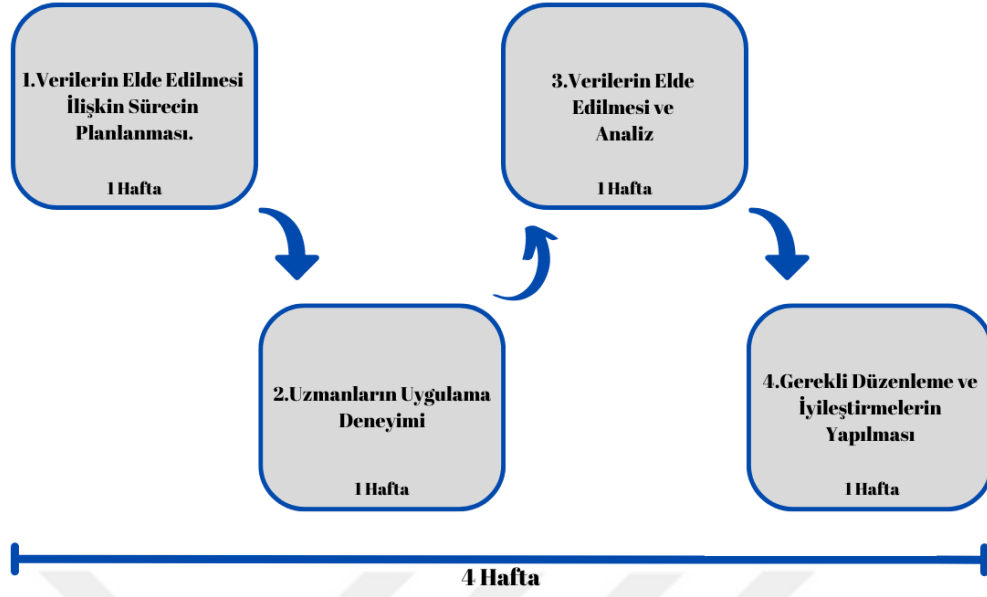 1.Verilerin Elde Edilmesi
İlişkin Sürecin
Planlanması.
1 Hafta
2.Uzmanların Uygulama
Deneyimi
1 Hafta
3.Verilerin Elde
Edilmesi ve
Analiz
1 Hafta
4.Gerekli Düzenleme ve
İyileştirmelerin
Yapılması
1 Hafta
4 Hafta